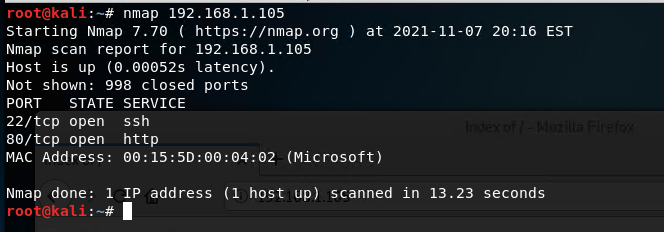 root@kali:~# nmap 192.168.1.105
Starting Nmap 7.70 ( https://nmap.org ) at 2021-11-07 20:16 EST
Nmap scan report for 192.168.1.105
Host is up (0.00052s latency).
Not shown: 998 closed ports
PORT   STATE SERVICE
22/tcp open  ssh
80/tcp open  http
Index of / - Mozilla Firefox
MAC Address: 00:15:5D:00:04:02 (Microsoft)
Nmap done: 1 IP address (1 host up) scanned in 13.23 seconds
root@kali:~#